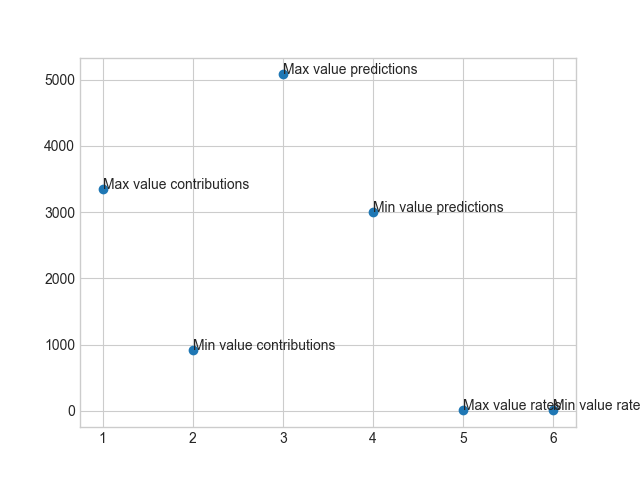 5000
Max value predictions
4000
Max value contributions
3000
Min value predictions
2000
1000
Min value contributions
0
Max value rates
Min value rate
1 2 3 4 5 6